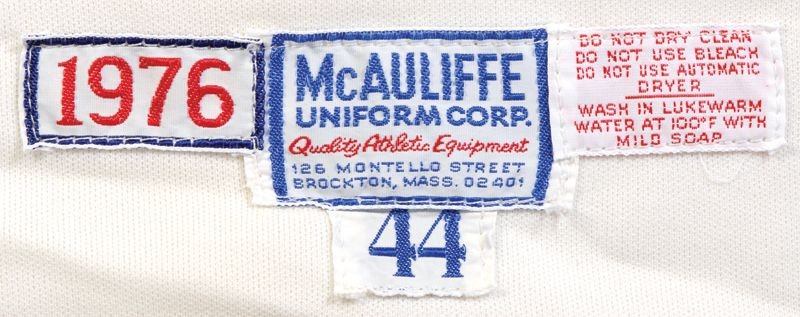 1976
McAULIFFE
UNIFORM CORP.
Quality Athletic Equipment
126 MONTELLO STREET
BROCKTON, MASS. 02401
44
DO NOT DRY CLEAN
DO NOT USE BLEACH
DO NOT USE AUTOMATIC
DRYER
WASH IN LUKEWARM
WATER AT 100°F WITH
MILD SOAP